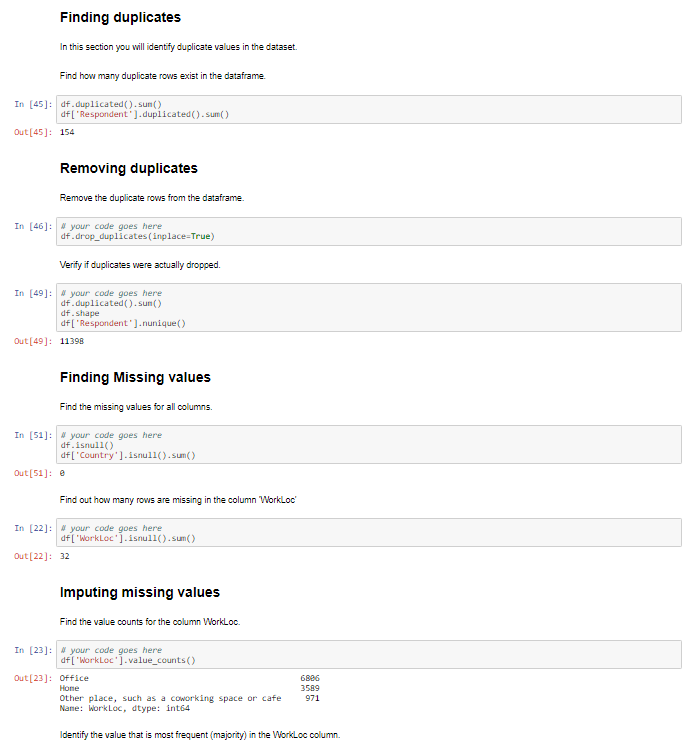 Finding duplicates
In this section you will identify duplicate values in the dataset.
Find how many duplicate rows exist in the dataframe.
In [45]: df.duplicated().sum()
df['Respondent'].duplicated().sum()
Out[45]: 154
Removing duplicates
Remove the duplicate rows from the dataframe.
In [46]: # your code goes here
df.drop_duplicates(inplace=True)
Verify if duplicates were actually dropped.
In [49]: # your code goes here
df.duplicated().sum()
df.shape
df['Respondent'].nunique()
Out[49]: 11398
Finding Missing values
Find the missing values for all columns.
In [51]: # your code goes here
df.isnull()
df['Country'].isnull().sum()
Out[51]: 0
Find out how many rows are missing in the column 'WorkLoc'
In [22]: # your code goes here
df['WorkLoc'].isnull().sum()
Out[22]: 32
Imputing missing values
Find the value counts for the column WorkLoc.
In [23]: # your code goes here
df['WorkLoc'].value_counts()
Out[23]: Office 6806
Home 3589
Other place, such as a coworking space or cafe 971
Name: WorkLoc, dtype: int64
Identify the value that is most frequent (majority) in the WorkLoc column.